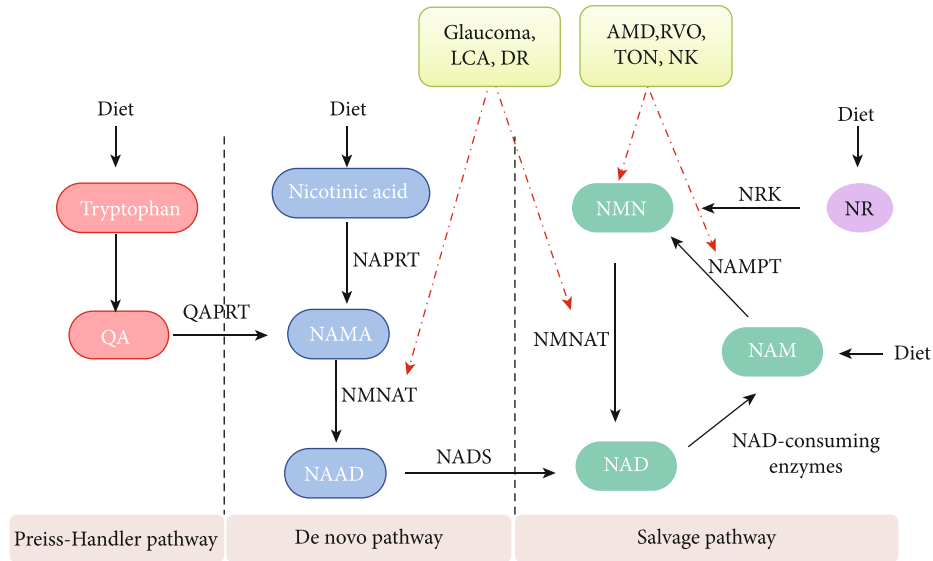 Glaucoma,
LCA, DR
AMD,RVO,
TON, NK
Diet
Diet
Diet
Tryptophan
Nicotinic acid
NMN
NRK
NR
NAPRT
NAMPT
QAPRT
QA
NAMA
NMNAT
NAM
Diet
NMNAT
NAAD
NADS
NAD
NAD-consuming
enzymes
Preiss-Handler pathway
De novo pathway
Salvage pathway